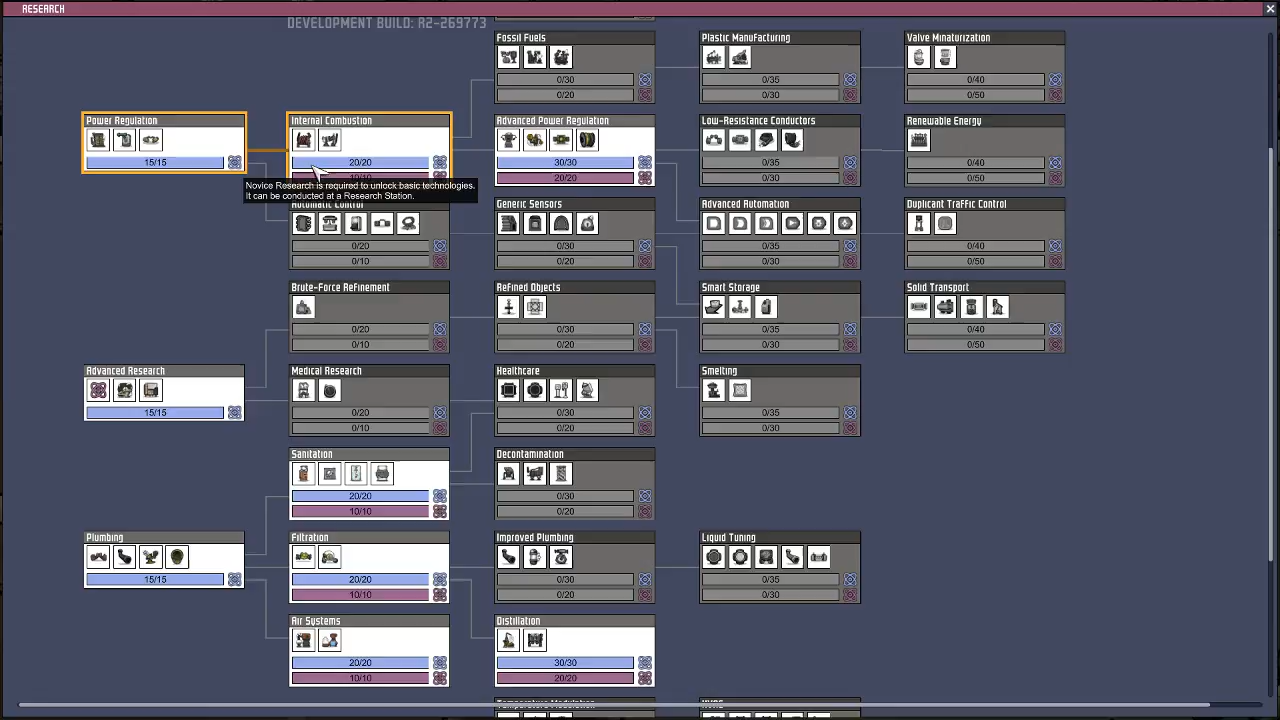 RESEARCH
DEVELOPMENT BUILD: R2-269773
Fossil Fuels
0/30
0/20
Plastic Manufacturing
0/35
0/30
Valve Minaturization
0/40
0/50
Power Regulation
15/15
Internal Combustion
20/20
10/10
Advanced Power Regulation
30/30
20/20
Low-Resistance Conductors
0/35
0/30
Renewable Energy
0/40
0/50
Novice Research is required to unlock basic technologies.
It can be conducted at a Research Station.
Automatic Control
0/20
0/10
Generic Sensors
0/30
0/20
Advanced Automation
0/35
0/30
Duplicant Traffic Control
0/40
0/50
Brute-Force Refinement
0/20
0/10
Refined Objects
0/30
0/20
Smart Storage
0/35
0/30
Solid Transport
0/40
0/50
Advanced Research
15/15
Medical Research
0/20
0/10
Healthcare
0/30
0/20
Smelting
0/35
0/30
Sanitation
20/20
10/10
Decontamination
0/30
0/20
Plumbing
15/15
Filtration
20/20
10/10
Improved Plumbing
0/30
0/20
Liquid Tuning
0/35
0/30
Air Systems
20/20
10/10
Distillation
30/30
20/20
Temperature Modulation
HVAC